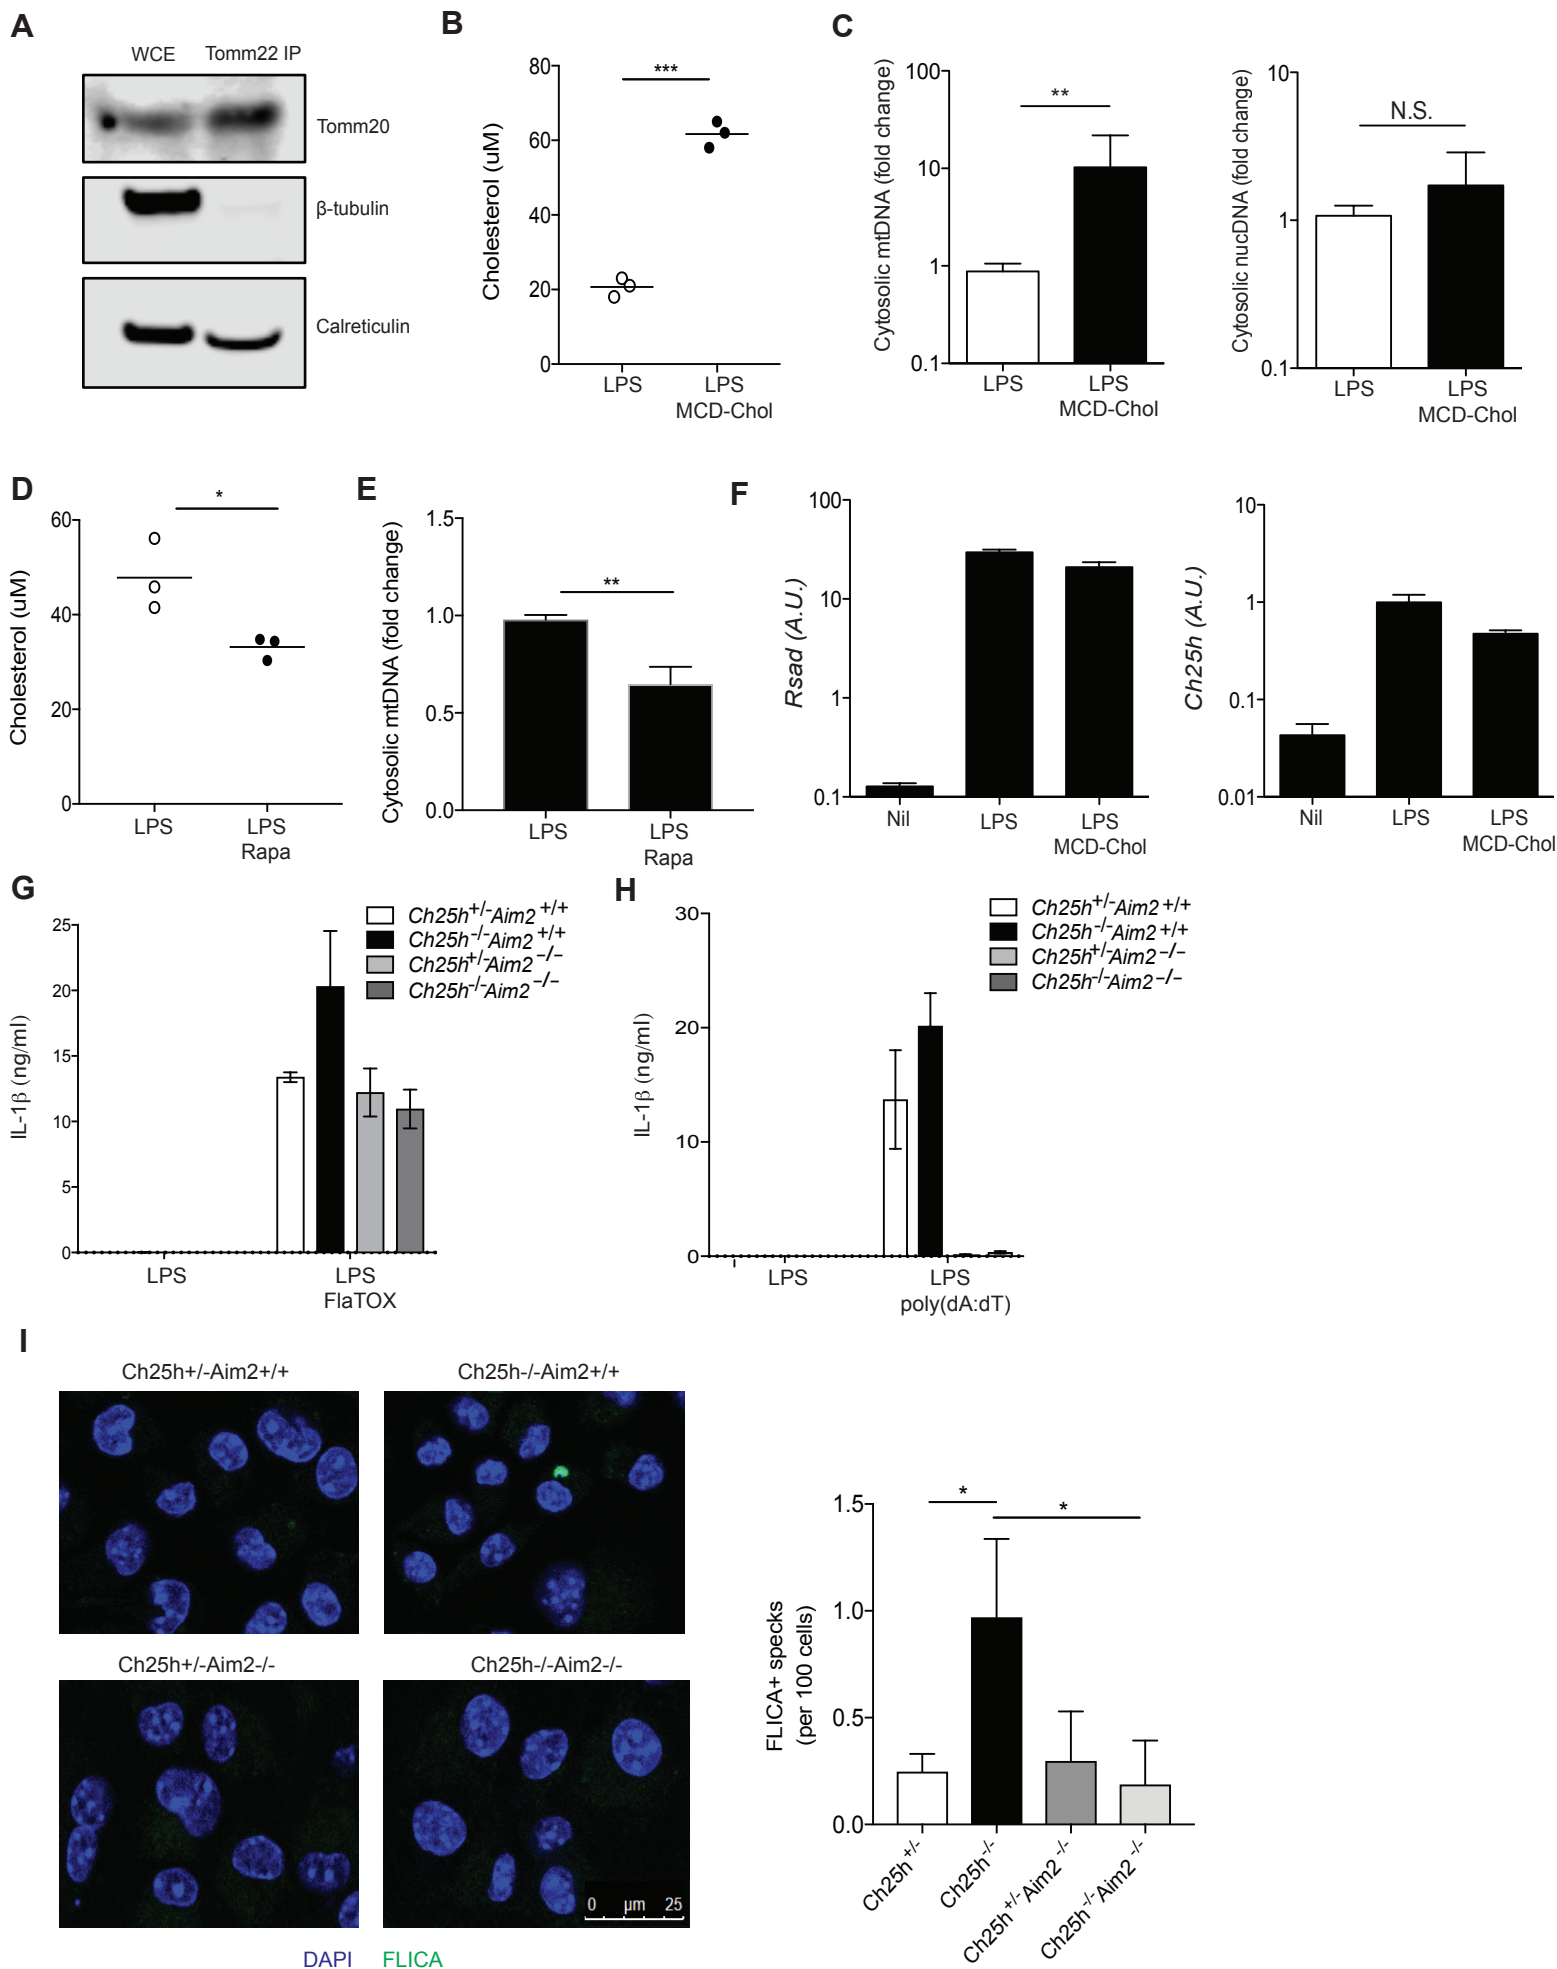 A
WCE
Tomm22 IP
Tomm20
β-tubulin
Calreticulin
B
Cholesterol (uM)
80
60
40
20
0
***
LPS
LPS
MCD-Chol
C
Cytosolic mtDNA (fold change)
100
10
1
0.1
**
LPS
LPS
MCD-Chol
Cytosolic nucDNA (fold change)
10
1
0.1
N.S.
LPS
LPS
MCD-Chol
D
Cholesterol (uM)
60
40
20
0
*
LPS
LPS
Rapa
E
Cytosolic mtDNA (fold change)
1.5
1.0
0.5
0.0
**
LPS
LPS
Rapa
F
Rsad (A.U.)
100
10
1
0.1
Nil
LPS
LPS
MCD-Chol
Ch25h (A.U.)
10
1
0.1
0.01
Nil
LPS
LPS
MCD-Chol
G
IL-1β (ng/ml)
25
20
15
10
5
0
Ch25h+/-Aim2+/+
Ch25h-/-Aim2+/+
Ch25h+/-Aim2−/−
Ch25h-/-Aim2−/−
LPS
LPS
FlaTOX
H
IL-1β (ng/ml)
30
20
10
0
Ch25h+/-Aim2+/+
Ch25h-/-Aim2+/+
Ch25h+/-Aim2−/−
Ch25h-/-Aim2−/−
LPS
LPS
poly(dA:dT)
I
Ch25h+/-Aim2+/+
Ch25h-/-Aim2+/+
Ch25h+/-Aim2-/-
Ch25h-/-Aim2-/-
0 µm 25
DAPI FLICA
FLICA+ specks
(per 100 cells)
1.5
1.0
0.5
0.0
*
*
Ch25h+/-
Ch25h-/-
Ch25h+/-Aim2-/-
Ch25h-/-Aim2-/-